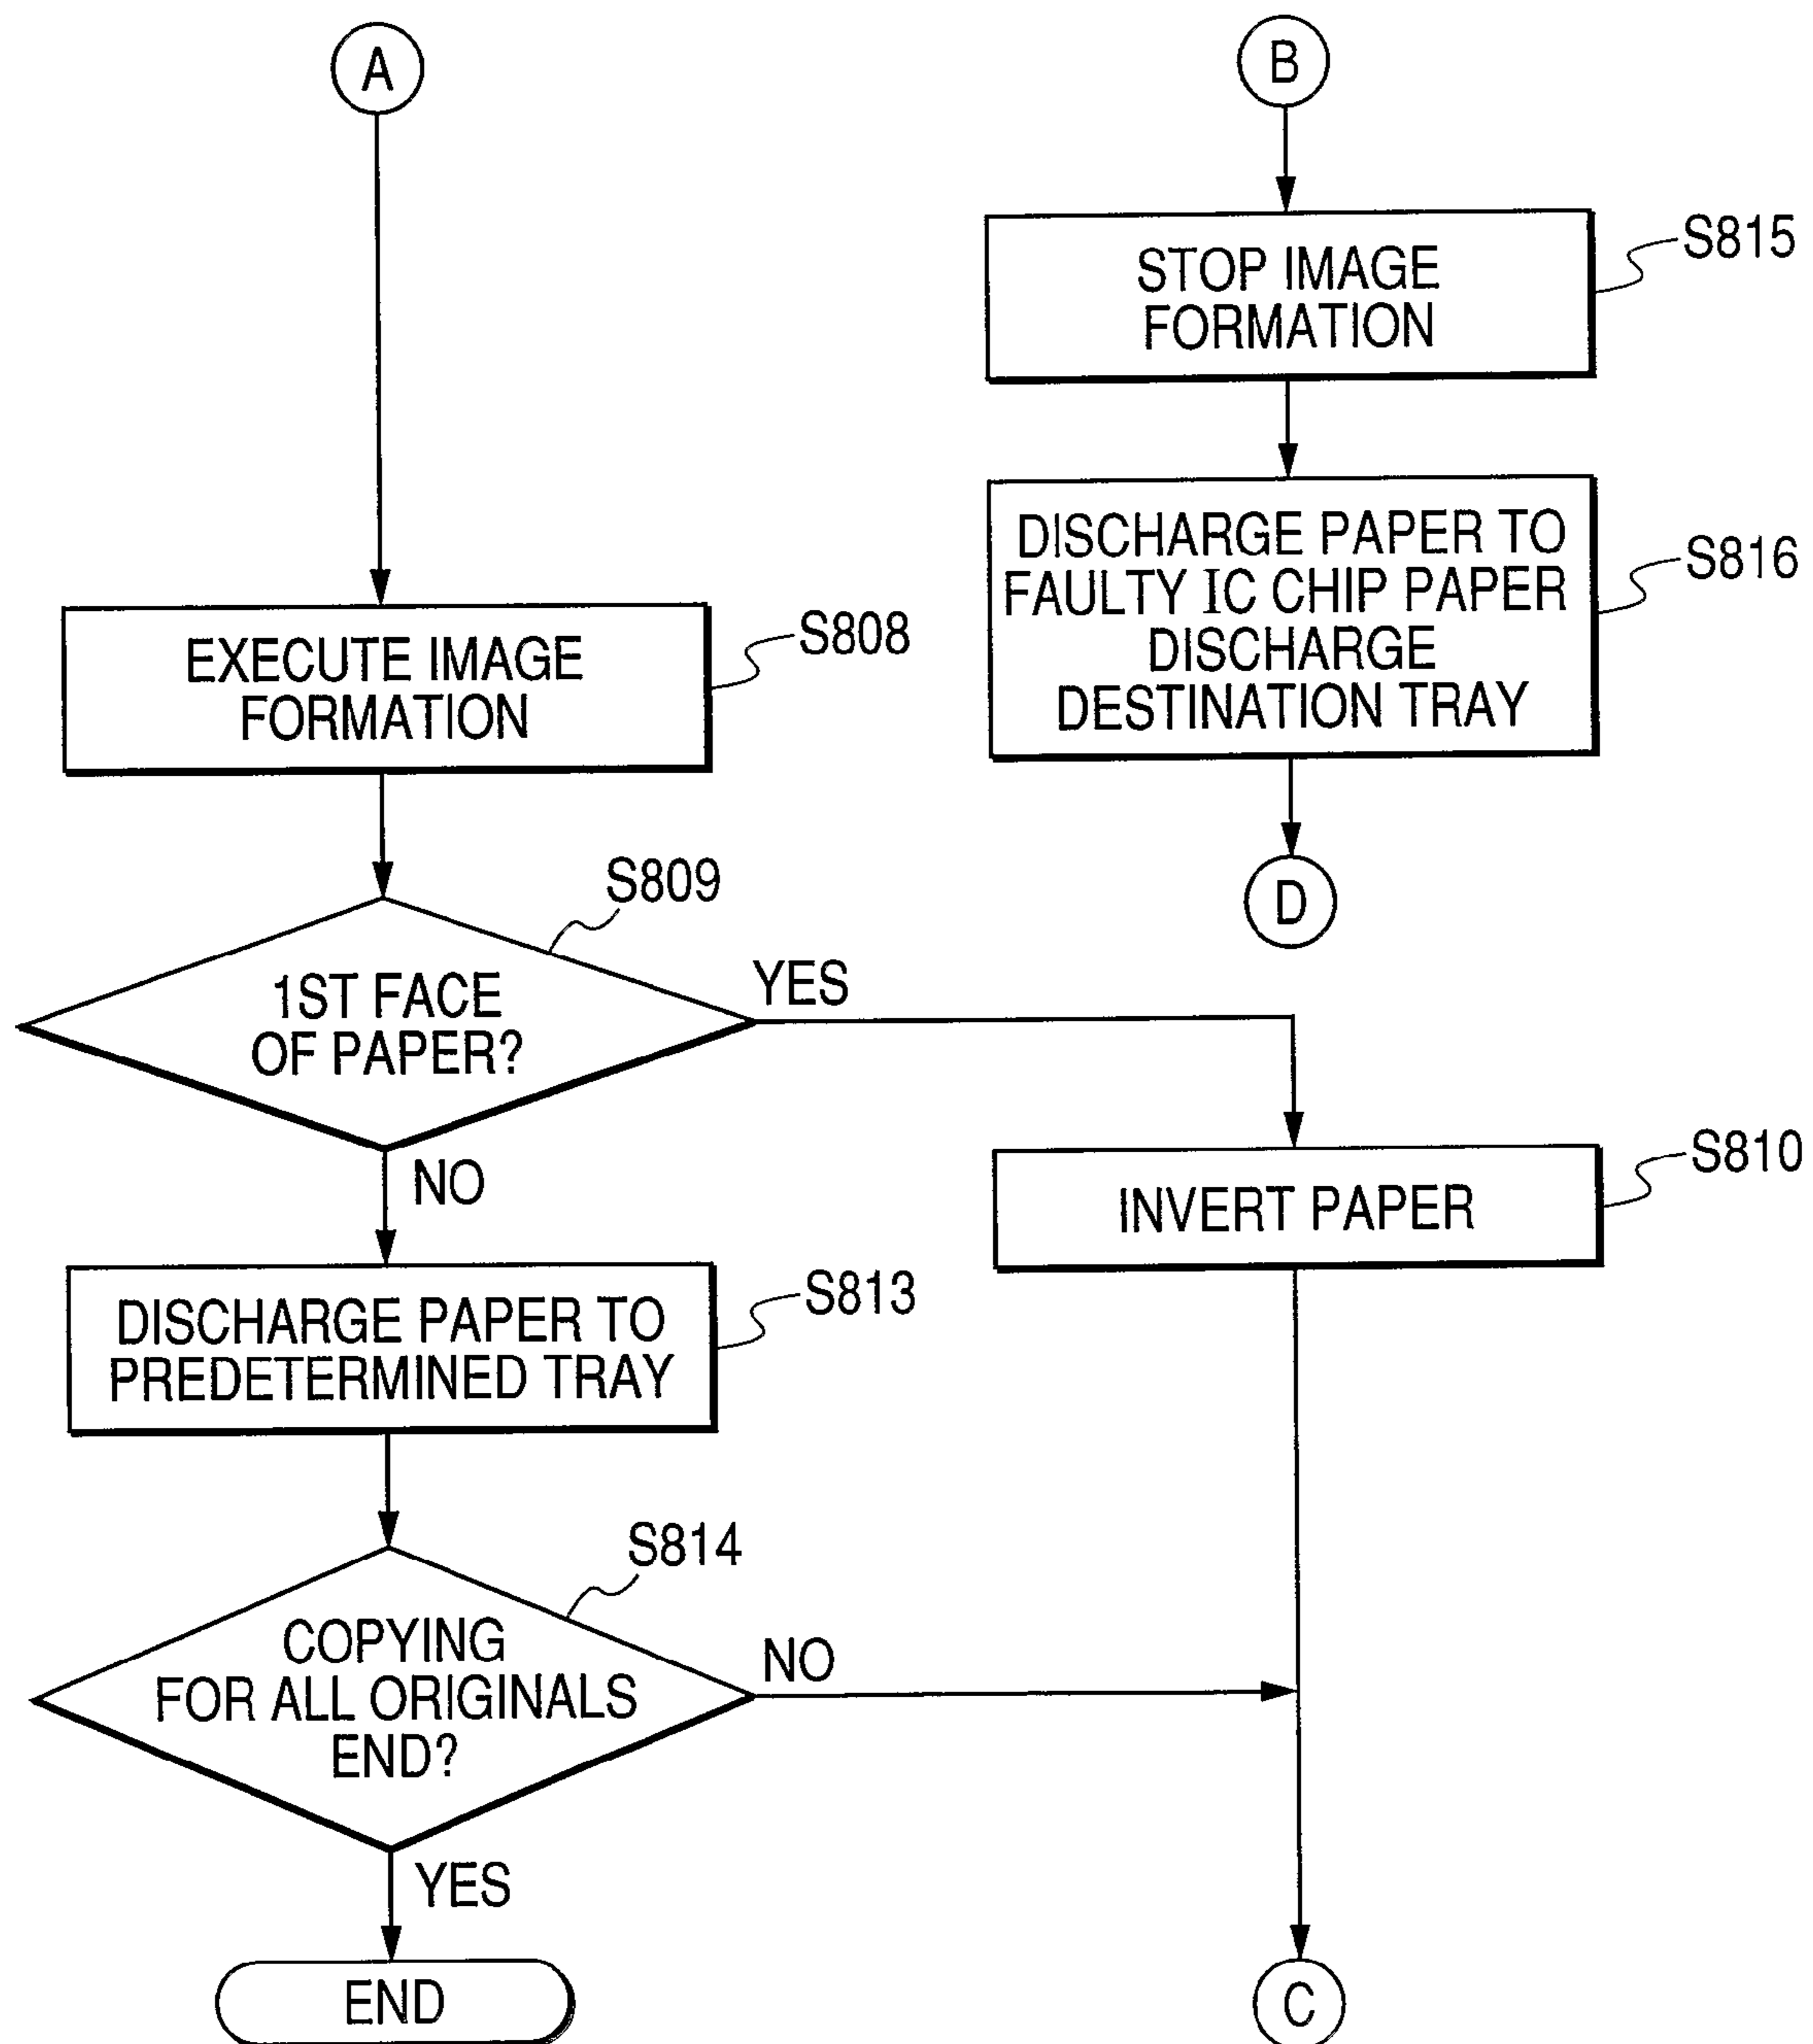 A
B
STOP IMAGE
FORMATION
S815
DISCHARGE PAPER TO
FAULTY IC CHIP PAPER
DISCHARGE
DESTINATION TRAY
S816
D
EXECUTE IMAGE
FORMATION
S808
S809
1ST FACE
OF PAPER?
YES
NO
INVERT PAPER
S810
DISCHARGE PAPER TO
PREDETERMINED TRAY
S813
S814
COPYING
FOR ALL ORIGINALS
END?
NO
YES
END
C